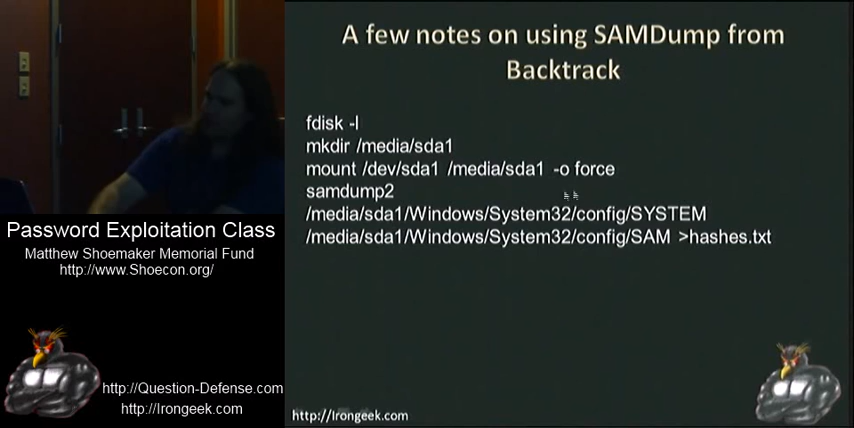 A few notes on using SAMDump from
Backtrack
fdisk -l
mkdir /media/sda1
mount /dev/sda1 /media/sda1 -o force
samdump2
/media/sda1/Windows/System32/config/SYSTEM
/media/sda1/Windows/System32/config/SAM >hashes.txt
http://Irongeek.com
Password Exploitation Class
Matthew Shoemaker Memorial Fund
http://www.Shoecon.org/
http://Question-Defense.com
http://Irongeek.com